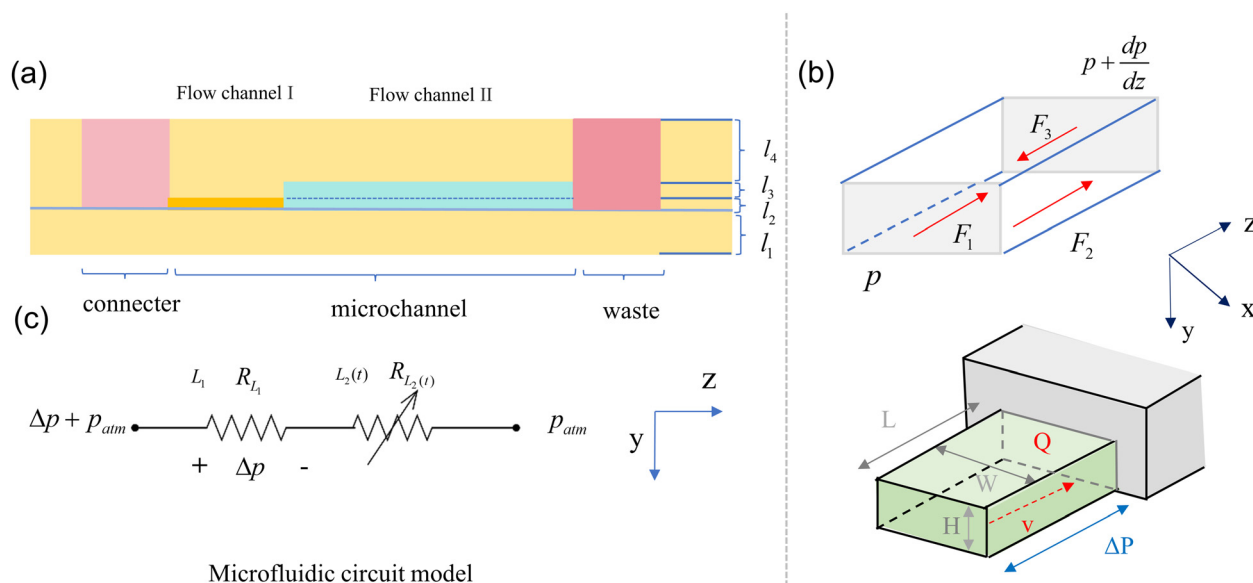 (a)
Flow channel I
Flow channel II
l4
l3
l2
l1
connecter
microchannel
waste
(b)
p + dp/dz
F3
F1
F2
p
z
x
y
(c)
L1
RL1
L2(t)
RL2(t)
Δp + patm
patm
+ Δp -
z
y
Microfluidic circuit model
L
Q
W
H
v
ΔP